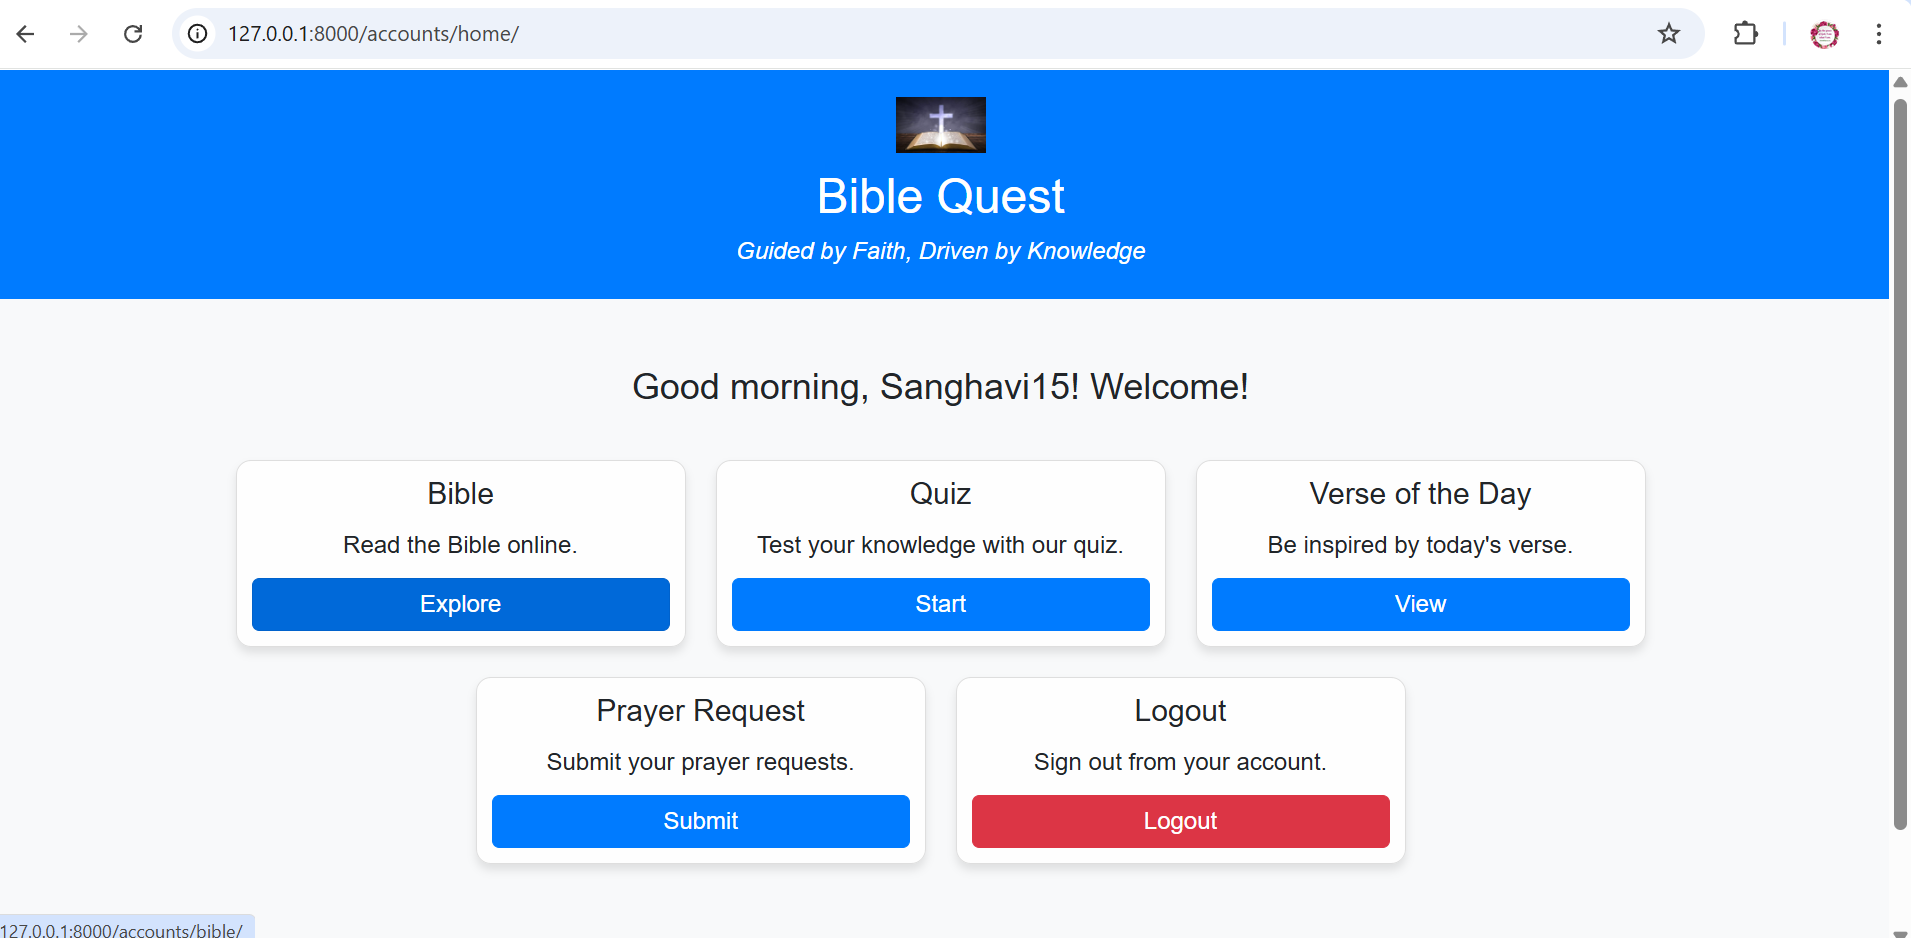 127.0.0.1:8000/accounts/home/
Bible Quest
Guided by Faith, Driven by Knowledge
Good morning, Sanghavi15! Welcome!
Bible
Read the Bible online.
Explore
Quiz
Test your knowledge with our quiz.
Start
Verse of the Day
Be inspired by today's verse.
View
Prayer Request
Submit your prayer requests.
Submit
Logout
Sign out from your account.
Logout
127.0.0.1:8000/accounts/bible/